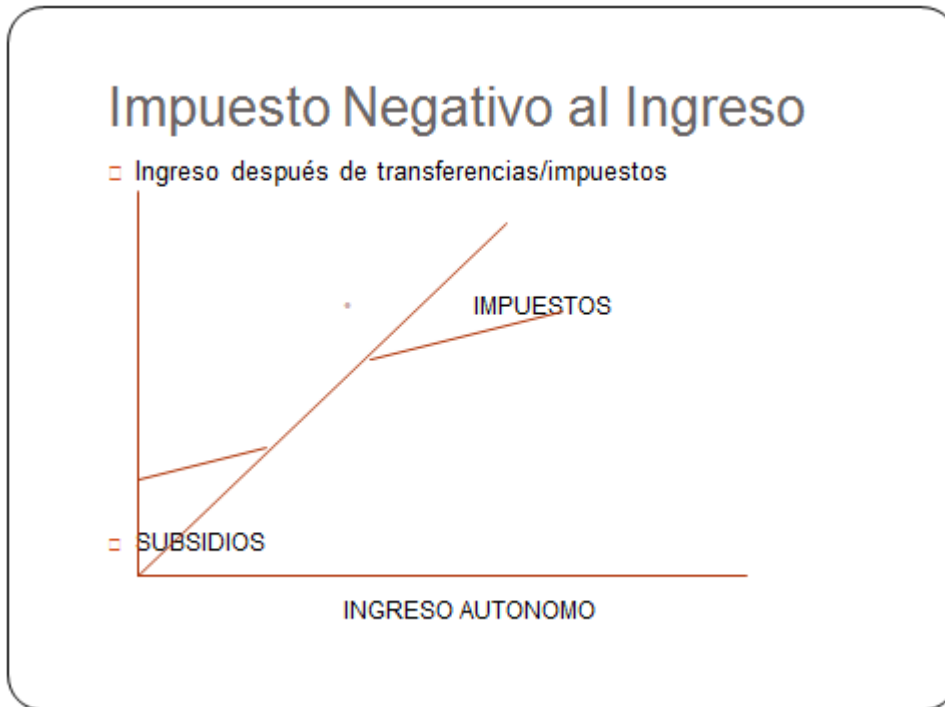 Impuesto Negativo al Ingreso
Ingreso después de transferencias/impuestos
IMPUESTOS
SUBSIDIOS
INGRESO AUTONOMO